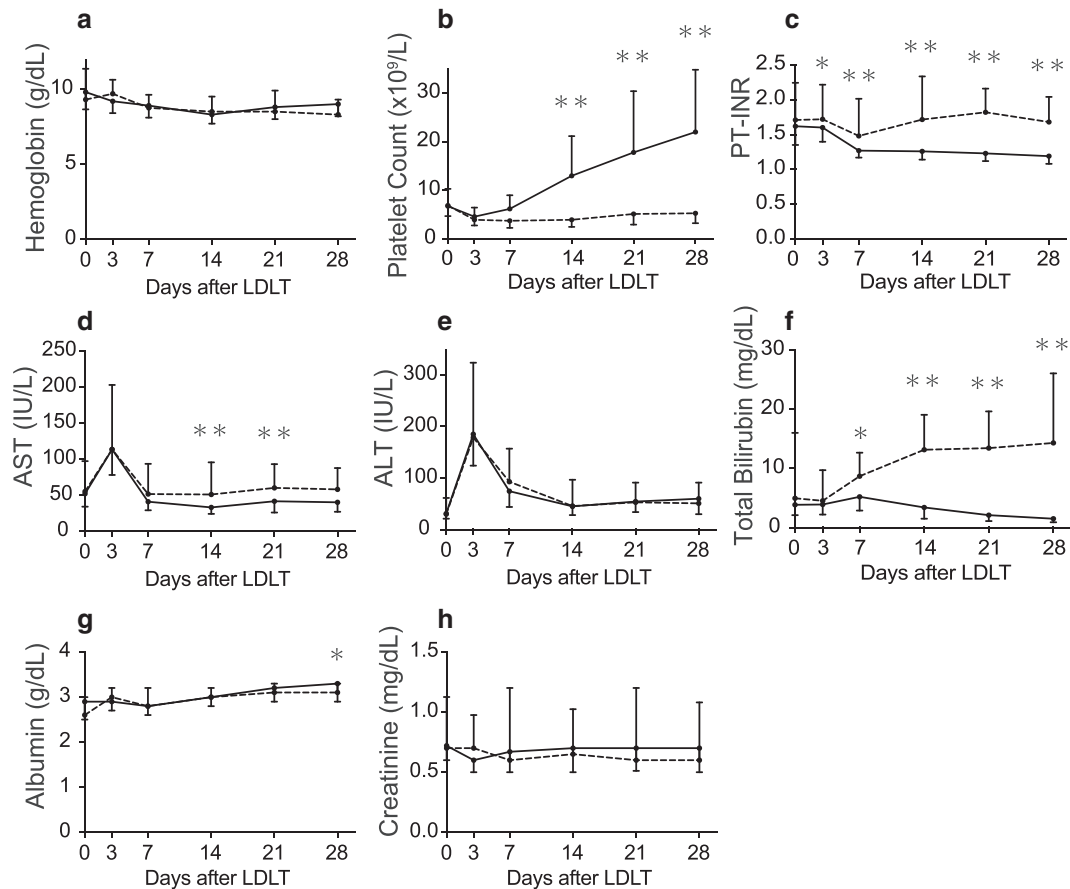 a
Hemoglobin (g/dL)
10
5
0
0 3 7 14 21 28
Days after LDLT
b
Platelet Count (x10⁹/L)
30
20
10
0
** ** **
0 3 7 14 21 28
Days after LDLT
c
PT-INR
2.5
2.0
1.5
1.0
0.5
0.0
* ** ** ** **
0 3 7 14 21 28
Days after LDLT
d
AST (IU/L)
250
200
150
100
50
0
** **
0 3 7 14 21 28
Days after LDLT
e
ALT (IU/L)
300
200
100
0
0 3 7 14 21 28
Days after LDLT
f
Total Bilirubin (mg/dL)
30
20
10
0
* ** ** **
0 3 7 14 21 28
Days after LDLT
g
Albumin (g/dL)
4
3
2
1
0
*
0 3 7 14 21 28
Days after LDLT
h
Creatinine (mg/dL)
1.5
1.0
0.5
0.0
0 3 7 14 21 28
Days after LDLT